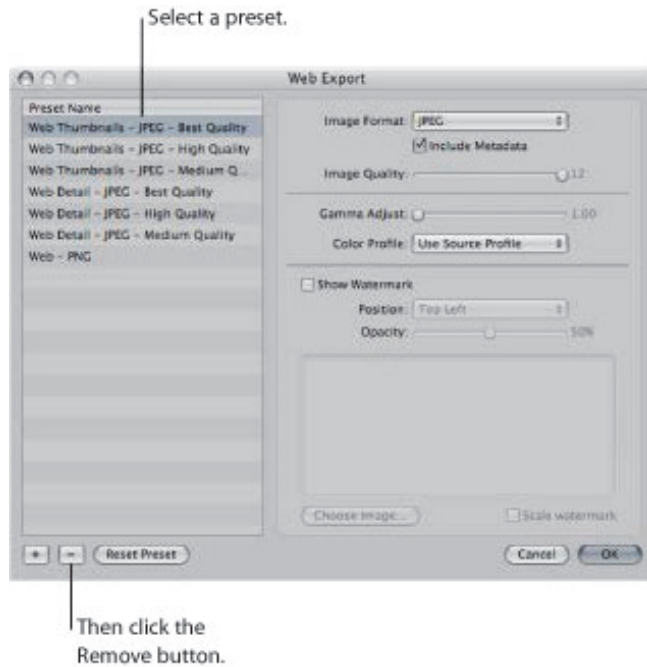 Select a preset.
Web Export
Preset Name
Web Thumbnails - JPEG - Best Quality
Web Thumbnails - JPEG - High Quality
Web Thumbnails - JPEG - Medium Q...
Web Detail - JPEG - Best Quality
Web Detail - JPEG - High Quality
Web Detail - JPEG - Medium Quality
Web - PNG
Image Format: JPEG
Include Metadata
Image Quality: 12
Gamma Adjust: 1.00
Color Profile: Use Source Profile
Show Watermark
Position: Top Left
Opacity: 50%
Choose Image...
Scale watermark
+ - Reset Preset
Cancel OK
Then click the
Remove button.